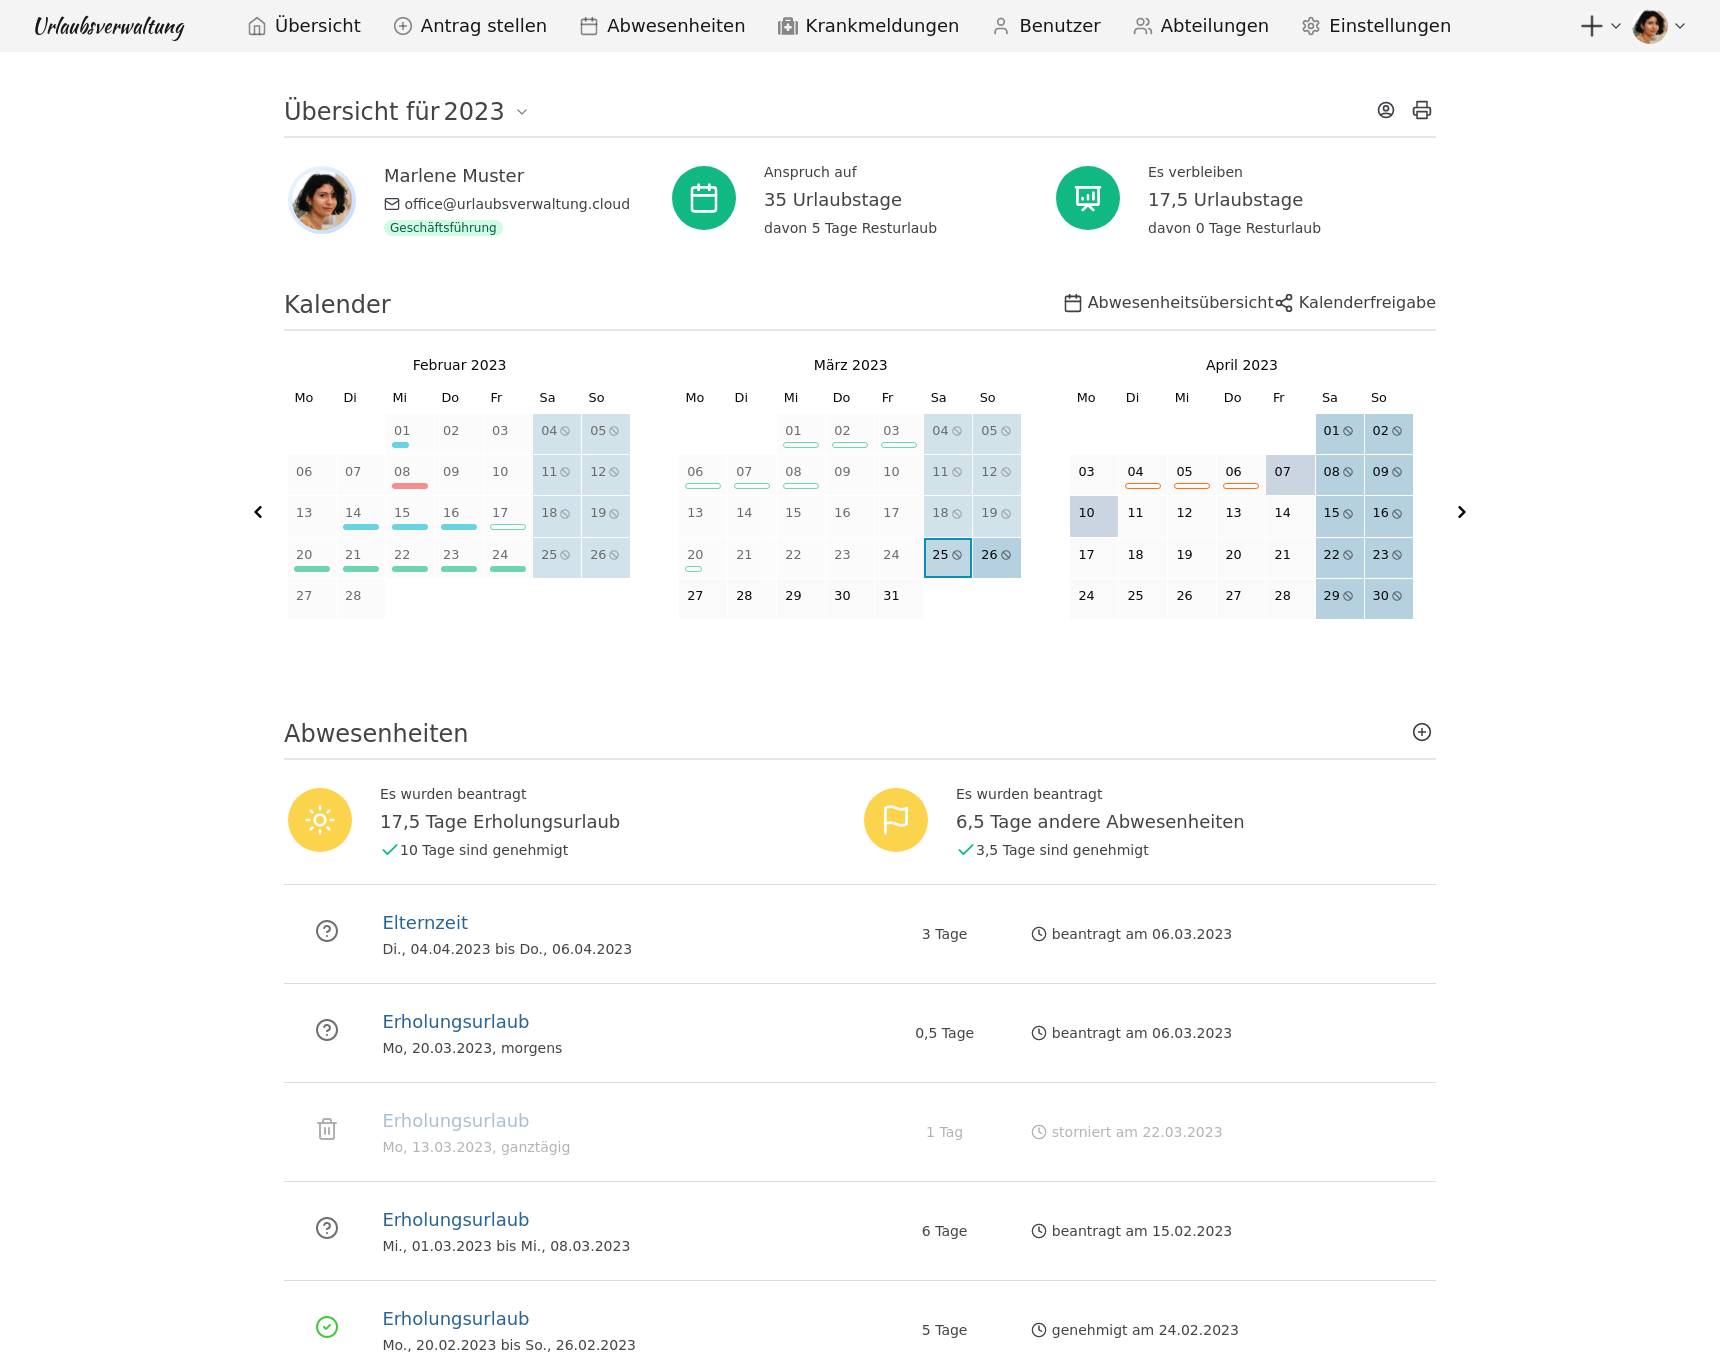 Urlaubsverwaltung Übersicht Antrag stellen Abwesenheiten Krankmeldungen Benutzer Abteilungen Einstellungen
Übersicht für 2023
Marlene Muster
office@urlaubsverwaltung.cloud
Geschäftsführung
Anspruch auf
35 Urlaubstage
davon 5 Tage Resturlaub
Es verbleiben
17,5 Urlaubstage
davon 0 Tage Resturlaub
Kalender
Abwesenheitsübersicht Kalenderfreigabe
Februar 2023
Mo Di Mi Do Fr Sa So
01 02 03 04 05
06 07 08 09 10 11 12
13 14 15 16 17 18 19
20 21 22 23 24 25 26
27 28
März 2023
Mo Di Mi Do Fr Sa So
01 02 03 04 05
06 07 08 09 10 11 12
13 14 15 16 17 18 19
20 21 22 23 24 25 26
27 28 29 30 31
April 2023
Mo Di Mi Do Fr Sa So
01 02
03 04 05 06 07 08 09
10 11 12 13 14 15 16
17 18 19 20 21 22 23
24 25 26 27 28 29 30
Abwesenheiten
Es wurden beantragt
17,5 Tage Erholungsurlaub
10 Tage sind genehmigt
Es wurden beantragt
6,5 Tage andere Abwesenheiten
3,5 Tage sind genehmigt
Elternzeit
Di., 04.04.2023 bis Do., 06.04.2023
3 Tage
beantragt am 06.03.2023
Erholungsurlaub
Mo, 20.03.2023, morgens
0,5 Tage
beantragt am 06.03.2023
Erholungsurlaub
Mo, 13.03.2023, ganztägig
1 Tag
storniert am 22.03.2023
Erholungsurlaub
Mi., 01.03.2023 bis Mi., 08.03.2023
6 Tage
beantragt am 15.02.2023
Erholungsurlaub
Mo., 20.02.2023 bis So., 26.02.2023
5 Tage
genehmigt am 24.02.2023